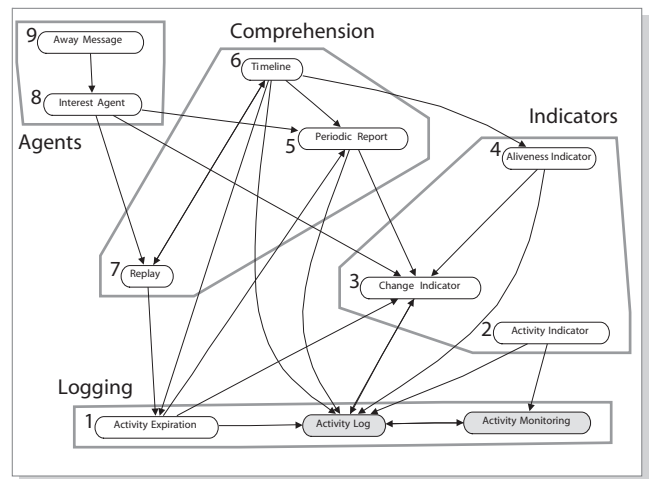 9 Away Message
8 Interest Agent
Agents
Comprehension
6 Timeline
5 Periodic Report
7 Replay
Indicators
4 Aliveness Indicator
3 Change Indicator
2 Activity Indicator
Logging
1 Activity Expiration
Activity Log
Activity Monitoring